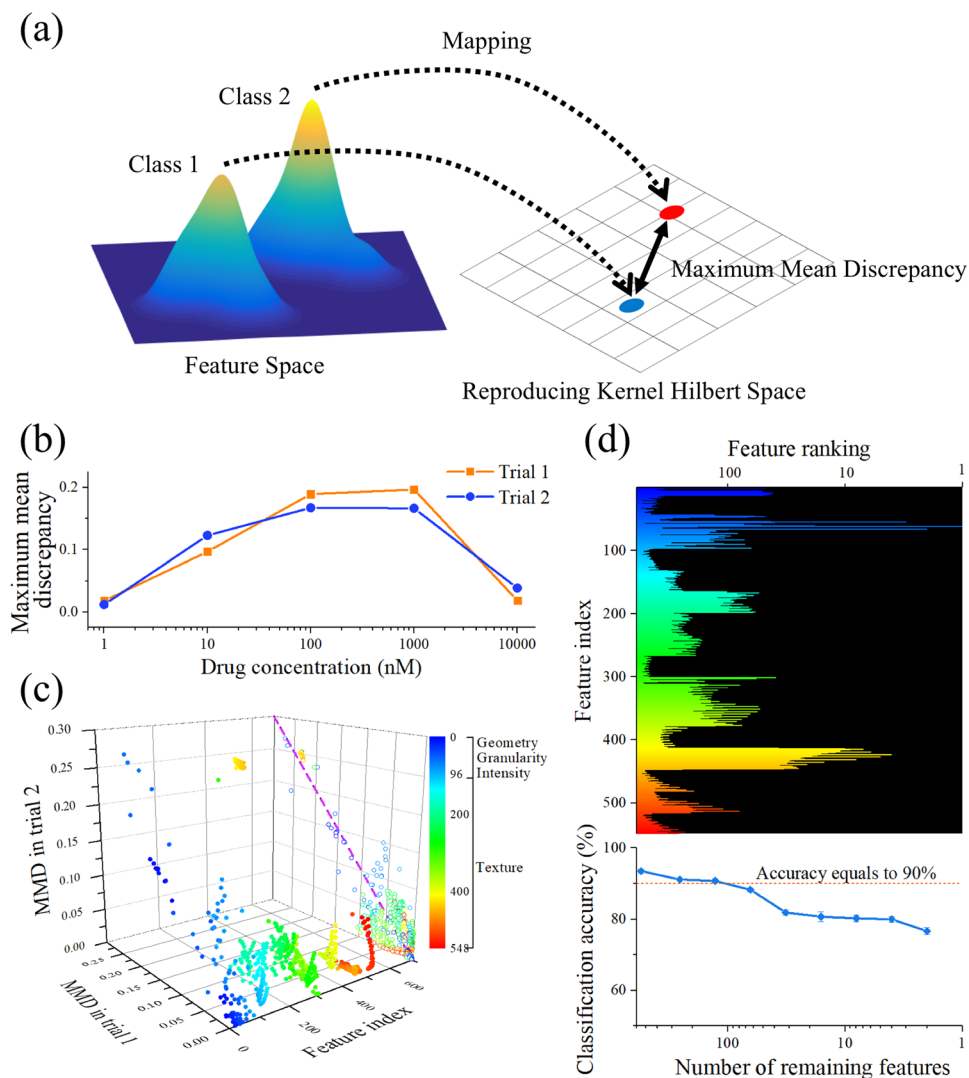 (a)
Mapping
Class 2
Class 1
Maximum Mean Discrepancy
Feature Space
Reproducing Kernel Hilbert Space
(b)
Maximum mean
discrepancy
0.2
0.1
0.0
Trial 1
Trial 2
1
10
100
1000
10000
Drug concentration (nM)
(c)
MMD in trial 2
0.30
0.25
0.20
0.15
0.10
0.05
0.00
0.25
0.20
0.15
0.10
0.05
0.00
MMD in trial 1
0
200
400
600
Feature index
0
96
200
400
548
Geometry
Granularity
Intensity
Texture
(d)
Feature ranking
100
10
1
Feature index
100
200
300
400
500
Classification accuracy (%)
100
80
60
Accuracy equals to 90%
100
10
1
Number of remaining features